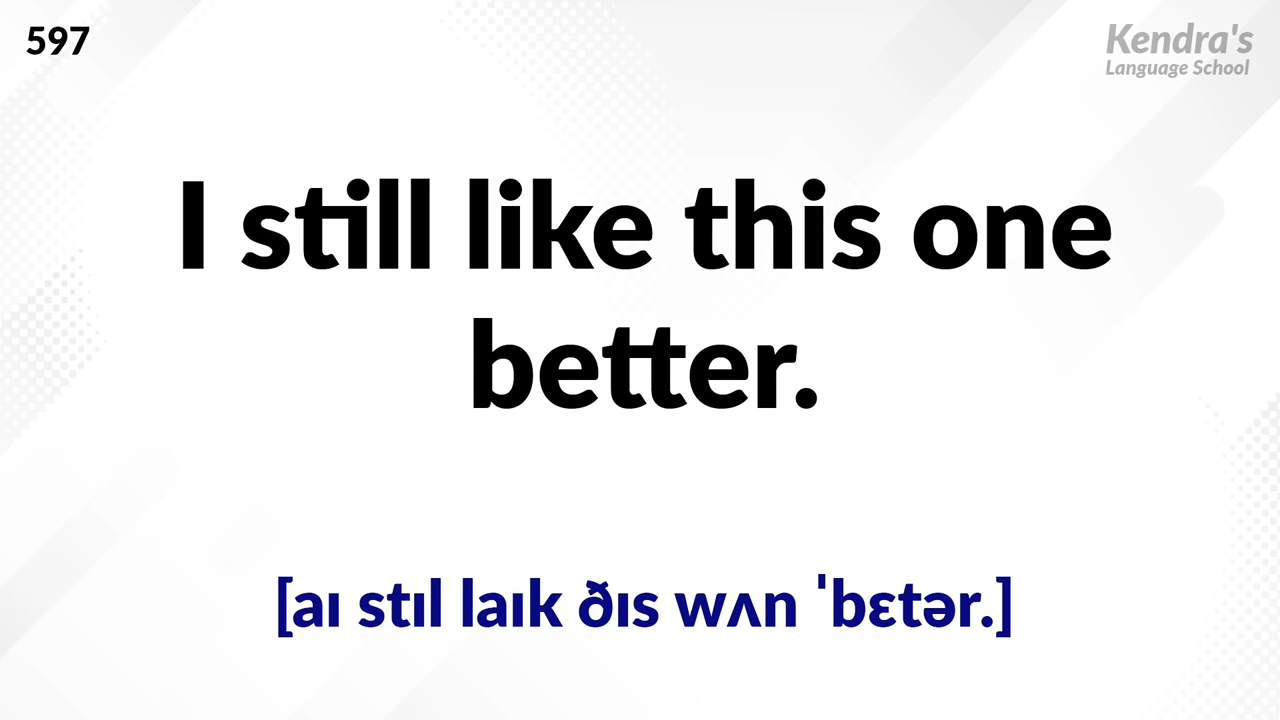 597
Kendra's
Language School
I still like this one
better.
[aɪ stɪl laɪk ðɪs wʌn ˈbɛtər.]